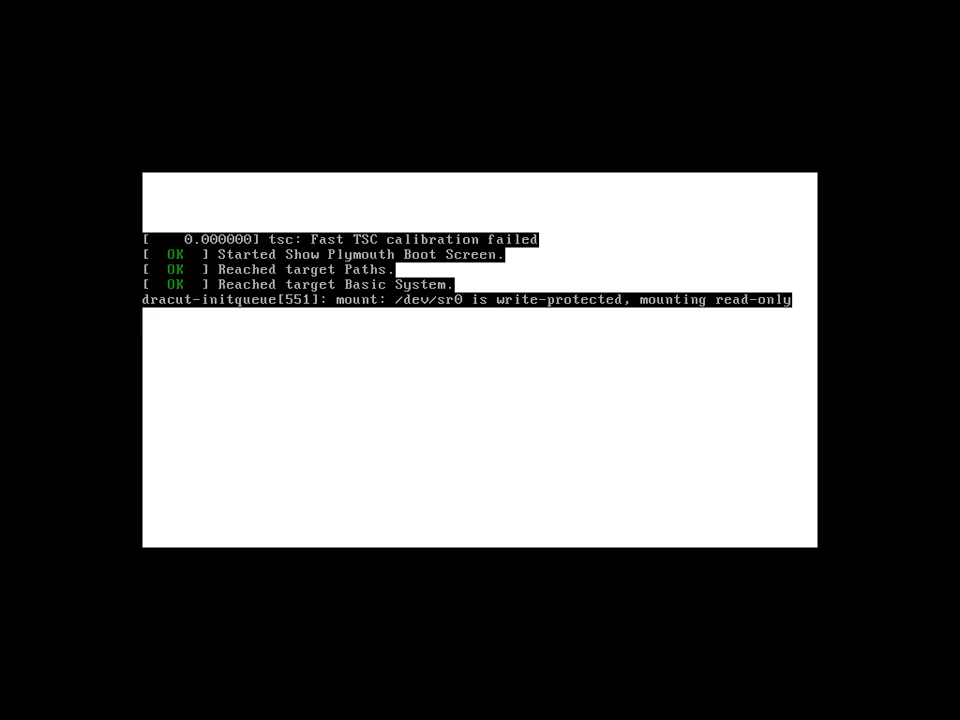 [    0.000000] tsc: Fast TSC calibration failed
[  OK  ] Started Show Plymouth Boot Screen.
[  OK  ] Reached target Paths.
[  OK  ] Reached target Basic System.
dracut-initqueue[551]: mount: /dev/sr0 is write-protected, mounting read-only